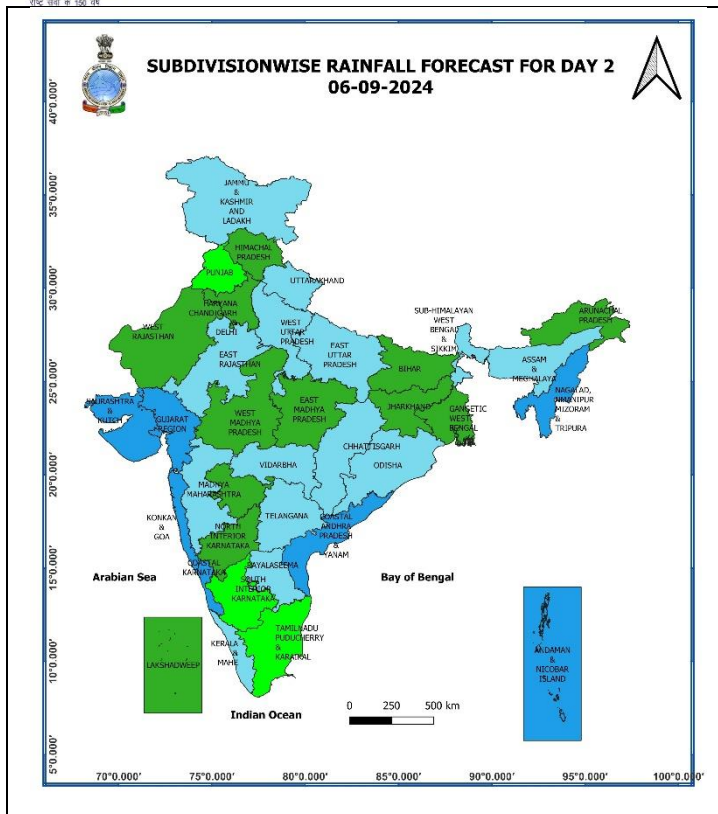 राष्ट्र सेवा के 150 वर्ष
SUBDIVISIONWISE RAINFALL FORECAST FOR DAY 2
06-09-2024
40°0.000'
35°0.000'
30°0.000'
25°0.000'
20°0.000'
15°0.000'
10°0.000'
5°0.000'
JAMMU
&
KASHMIR
AND
LADAKH
HIMACHAL
PRADESH
PUNJAB
UTTARAKHAND
HARYANA
CHANDIGARH
DELHI
WEST
RAJASTHAN
WEST
UTTAR
PRADESH
EAST
UTTAR
PRADESH
EAST
RAJASTHAN
SUB-HIMALAYAN
WEST
BENGAL
&
SIKKIM
ARUNACHAL
PRADESH
ASSAM
&
MEGHALAYA
BIHAR
MANIPUR
MIZORAM
&
TRIPURA
SAURASHTRA
&
KUTCH
GUJARAT
REGION
WEST
MADHYA
PRADESH
EAST
MADHYA
PRADESH
JHARKHAND
GANGETIC
WEST
BENGAL
CHHATTISGARH
ODISHA
VIDARBHA
MADHYA
MAHARASHTRA
KONKAN
&
GOA
TELANGANA
NORTH
INTERIOR
KARNATAKA
COASTAL
ANDHRA
PRADESH
&
YANAM
COASTAL
KARNATAKA
RAYALASEEMA
SOUTH
INTERIOR
KARNATAKA
Arabian Sea
Bay of Bengal
TAMILNADU
PUDUCHERRY
&
KARAIKAL
KERALA
&
MAHE
LAKSHADWEEP
ANDAMAN
&
NICOBAR
ISLAND
Indian Ocean
0 250 500 km
70°0.000' 75°0.000' 80°0.000' 85°0.000' 90°0.000' 95°0.000' 100°0.000'